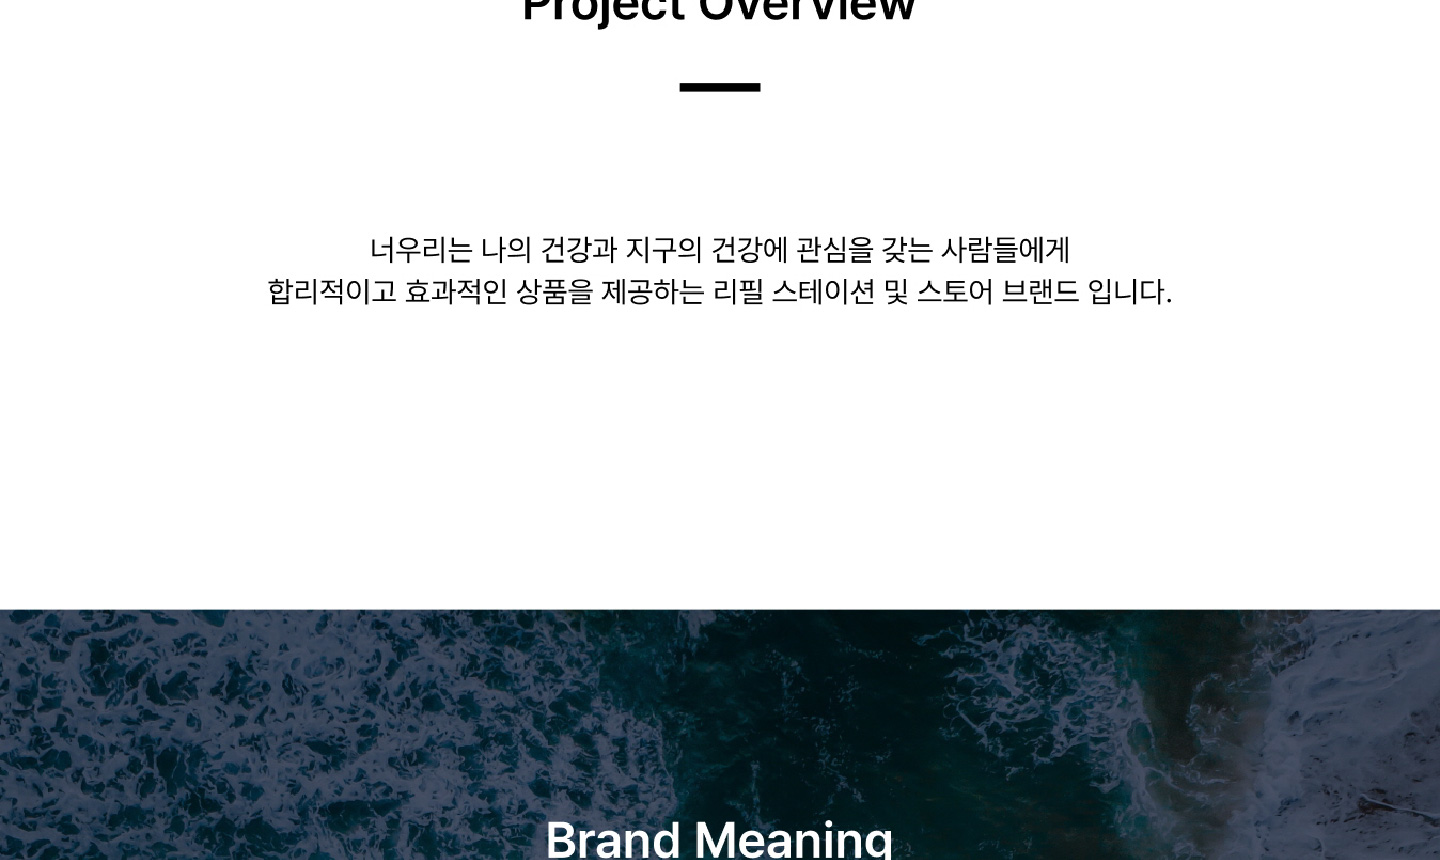 Project Overview
너우리는 나의 건강과 지구의 건강에 관심을 갖는 사람들에게
합리적이고 효과적인 상품을 제공하는 리필 스테이션 및 스토어 브랜드 입니다.
Brand Meaning